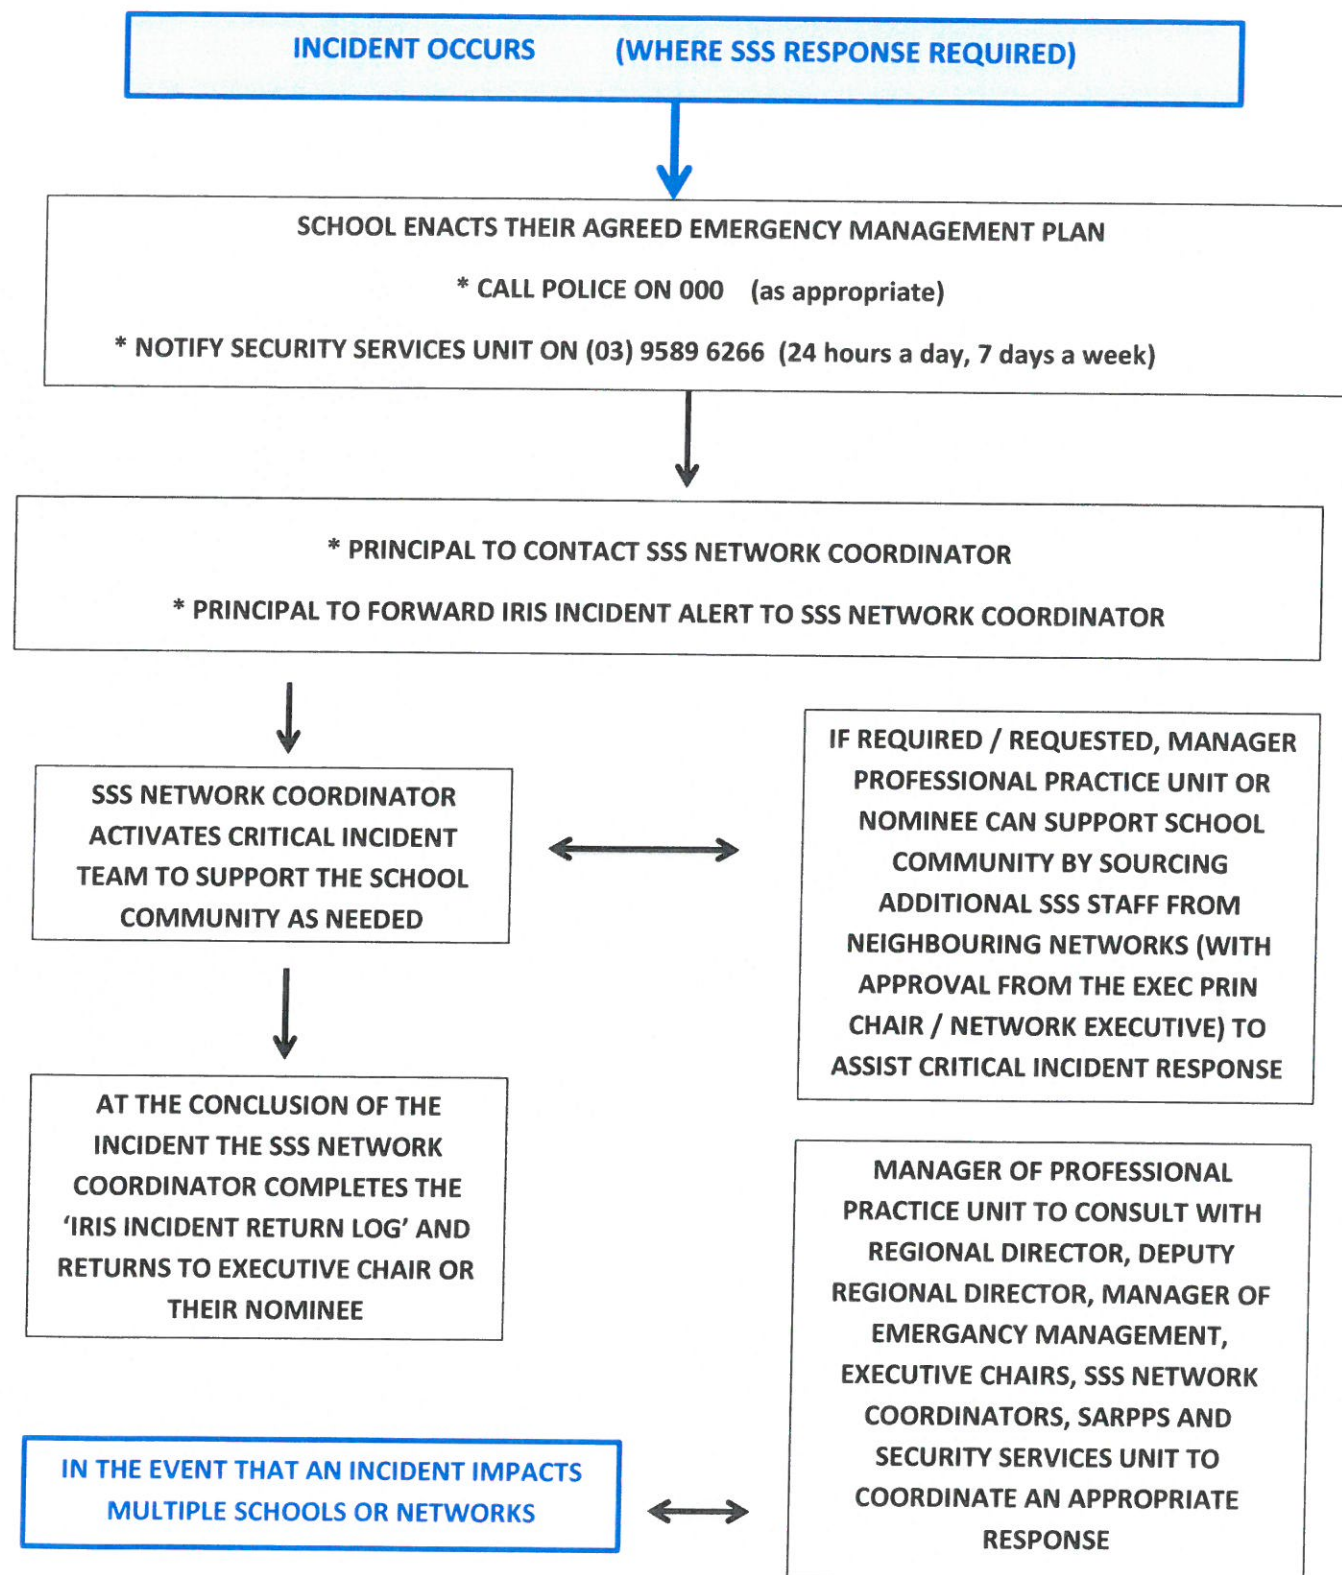 INCIDENT OCCURS (WHERE SSS RESPONSE REQUIRED)
SCHOOL ENACTS THEIR AGREED EMERGENCY MANAGEMENT PLAN
* CALL POLICE ON 000 (as appropriate)
* NOTIFY SECURITY SERVICES UNIT ON (03) 9589 6266 (24 hours a day, 7 days a week)
* PRINCIPAL TO CONTACT SSS NETWORK COORDINATOR
* PRINCIPAL TO FORWARD IRIS INCIDENT ALERT TO SSS NETWORK COORDINATOR
SSS NETWORK COORDINATOR
ACTIVATES CRITICAL INCIDENT
TEAM TO SUPPORT THE SCHOOL
COMMUNITY AS NEEDED
IF REQUIRED / REQUESTED, MANAGER
PROFESSIONAL PRACTICE UNIT OR
NOMINEE CAN SUPPORT SCHOOL
COMMUNITY BY SOURCING
ADDITIONAL SSS STAFF FROM
NEIGHBOURING NETWORKS (WITH
APPROVAL FROM THE EXEC PRIN
CHAIR / NETWORK EXECUTIVE) TO
ASSIST CRITICAL INCIDENT RESPONSE
AT THE CONCLUSION OF THE
INCIDENT THE SSS NETWORK
COORDINATOR COMPLETES THE
‘IRIS INCIDENT RETURN LOG’ AND
RETURNS TO EXECUTIVE CHAIR OR
THEIR NOMINEE
MANAGER OF PROFESSIONAL
PRACTICE UNIT TO CONSULT WITH
REGIONAL DIRECTOR, DEPUTY
REGIONAL DIRECTOR, MANAGER OF
EMERGANCY MANAGEMENT,
EXECUTIVE CHAIRS, SSS NETWORK
COORDINATORS, SARPPS AND
SECURITY SERVICES UNIT TO
COORDINATE AN APPROPRIATE
RESPONSE
IN THE EVENT THAT AN INCIDENT IMPACTS
MULTIPLE SCHOOLS OR NETWORKS